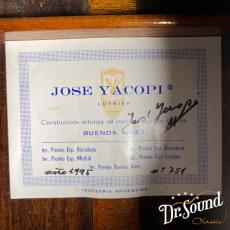 JOSE YACOPI®
LUTHIER
Construcción artística de
BUENOS AIRES
1er. Premio Exp. Barcelona
1er. Premio Exp. Barcelona
1er. Premio Exp. Madrid
1er. Premio Exp. Londres
1er. Premio Buenos Aires
año 1995
nº 751
INDUSTRIA ARGENTINA
Dr.Sound
Classic